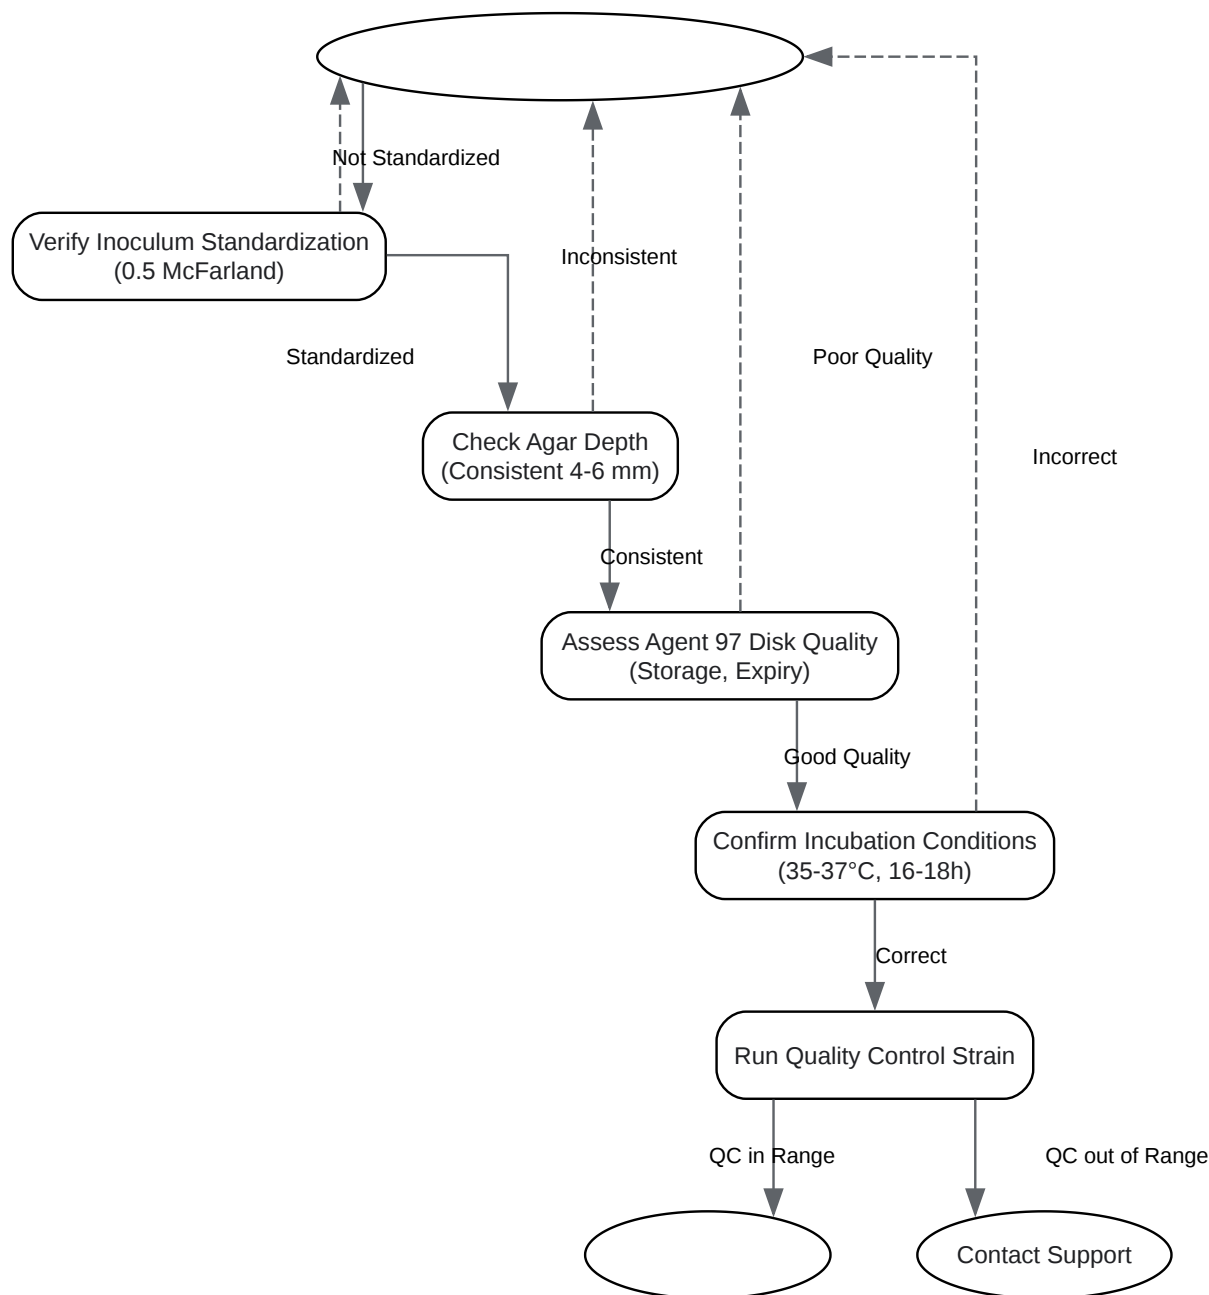 Not Standardized
Verify Inoculum Standardization
(0.5 McFarland)
Inconsistent
Standardized
Poor Quality
Check Agar Depth
(Consistent 4-6 mm)
Incorrect
Consistent
Assess Agent 97 Disk Quality
(Storage, Expiry)
Good Quality
Confirm Incubation Conditions
(35-37°C, 16-18h)
Correct
Run Quality Control Strain
QC in Range
QC out of Range
Contact Support